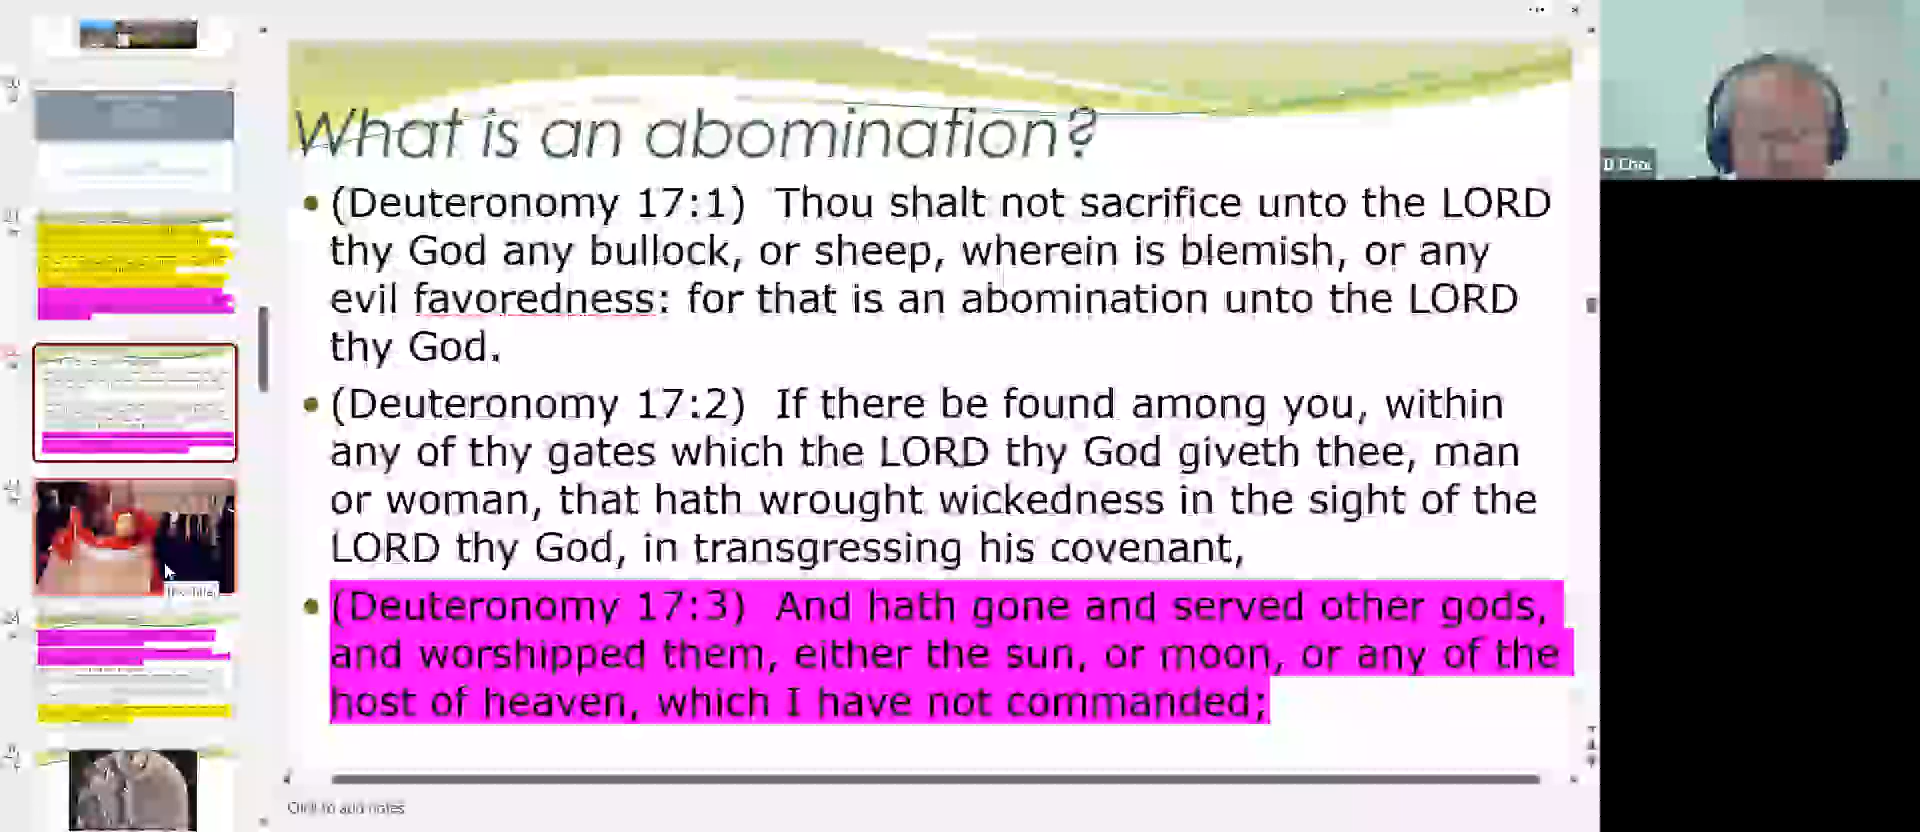 What is an abomination?
(Deuteronomy 17:1) Thou shalt not sacrifice unto the LORD
thy God any bullock, or sheep, wherein is blemish, or any
evil favoredness: for that is an abomination unto the LORD
thy God.
(Deuteronomy 17:2) If there be found among you, within
any of thy gates which the LORD thy God giveth thee, man
or woman, that hath wrought wickedness in the sight of the
LORD thy God, in transgressing his covenant,
(Deuteronomy 17:3) And hath gone and served other gods,
and worshipped them, either the sun, or moon, or any of the
host of heaven, which I have not commanded;
Click to add notes